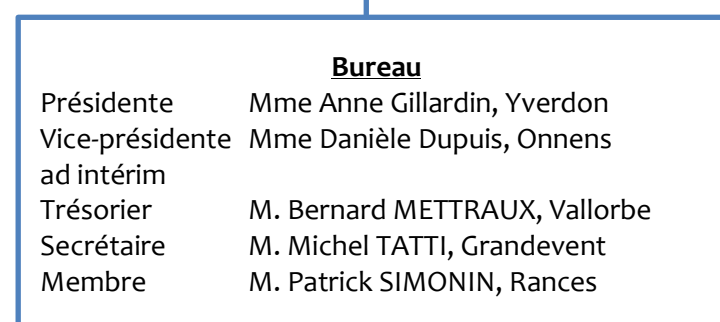 Bureau
Présidente Mme Anne Gillardin, Yverdon
Vice-présidente Mme Danièle Dupuis, Onnens
ad intérim
Trésorier M. Bernard METTRAUX, Vallorbe
Secrétaire M. Michel TATTI, Grandevent
Membre M. Patrick SIMONIN, Rances